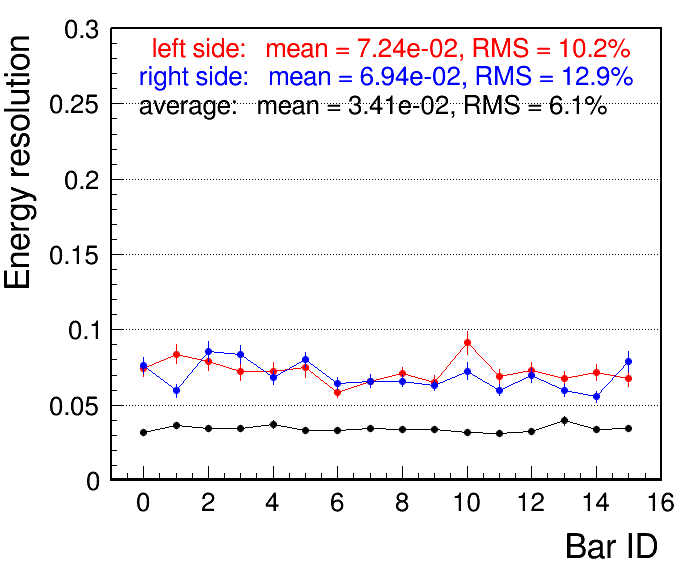 0.3
left side: mean = 7.24e-02, RMS = 10.2%
right side: mean = 6.94e-02, RMS = 12.9%
0.25
average: mean = 3.41e-02, RMS = 6.1%
Energy resolution
0.2
0.15
0.1
0.05
0
0 2 4 6 8 10 12 14 16
Bar ID